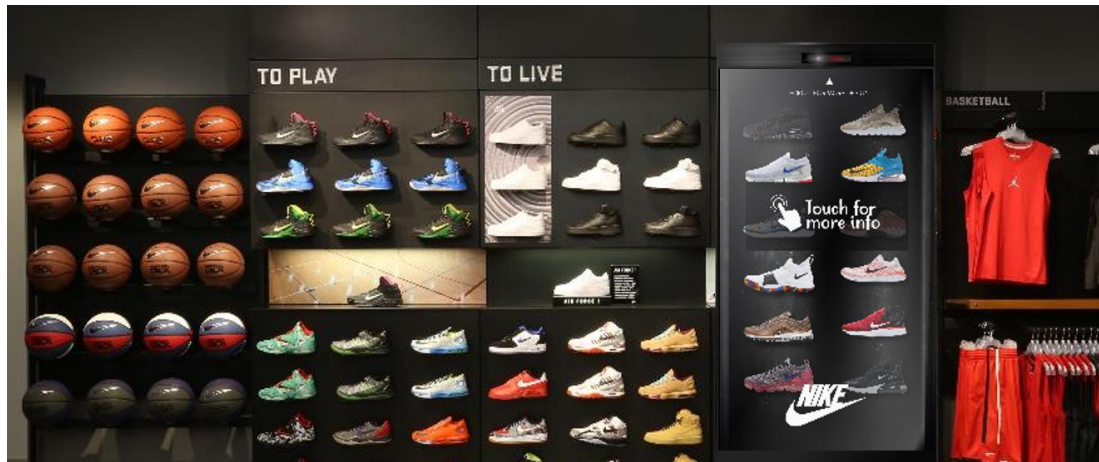 TO PLAY
TO LIVE
BASKETBALL
Touch for
more info
AIR FORCE 1
NIKE